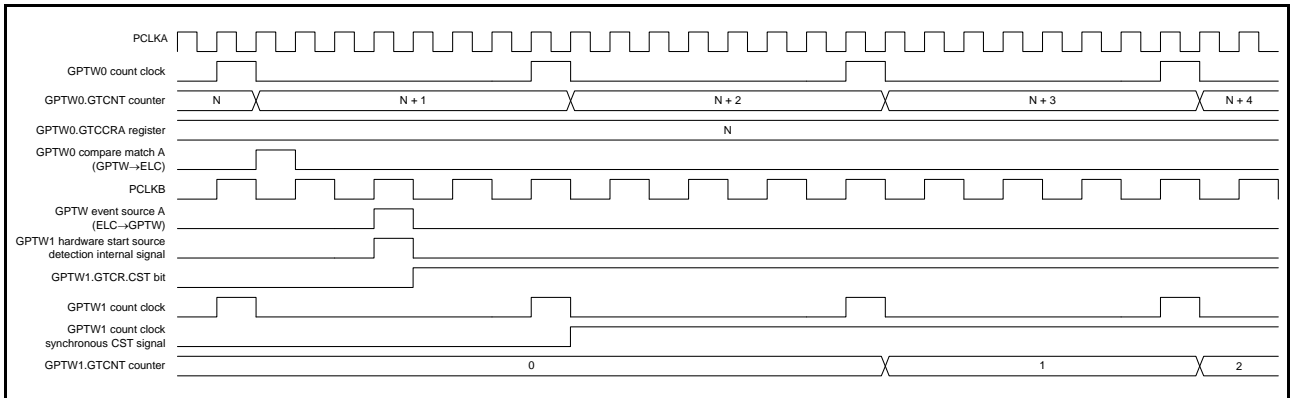 PCLKA
GPTW0 count clock
GPTW0.GTCNT counter
N
N + 1
N + 2
N + 3
N + 4
GPTW0.GTCCRA register
N
GPTW0 compare match A
(GPTW→ELC)
PCLKB
GPTW event source A
(ELC→GPTW)
GPTW1 hardware start source
detection internal signal
GPTW1.GTCR.CST bit
GPTW1 count clock
GPTW1 count clock
synchronous CST signal
GPTW1.GTCNT counter
0
1
2